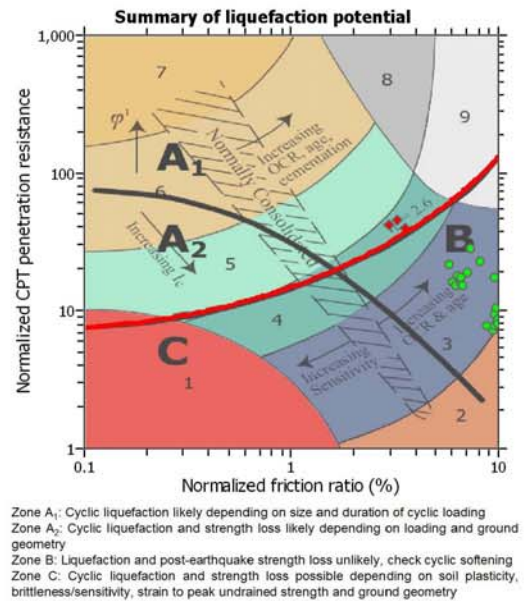 Summary of liquefaction potential
1,000
7
8
9
φ'
A1
Normally Consolidated
Increasing
OCR, age,
cementation
100
6
A2
Increasing Ic
5
= 2.6
B
Normalized CPT penetration resistance
10
4
Increasing
OCR & age
3
C
1
Increasing
Sensitivity
2
1
0.1
1
10
Normalized friction ratio (%)
Zone A1: Cyclic liquefaction likely depending on size and duration of cyclic loading
Zone A2: Cyclic liquefaction and strength loss likely depending on loading and ground
geometry
Zone B: Liquefaction and post-earthquake strength loss unlikely, check cyclic softening
Zone C: Cyclic liquefaction and strength loss possible depending on soil plasticity,
brittleness/sensitivity, strain to peak undrained strength and ground geometry